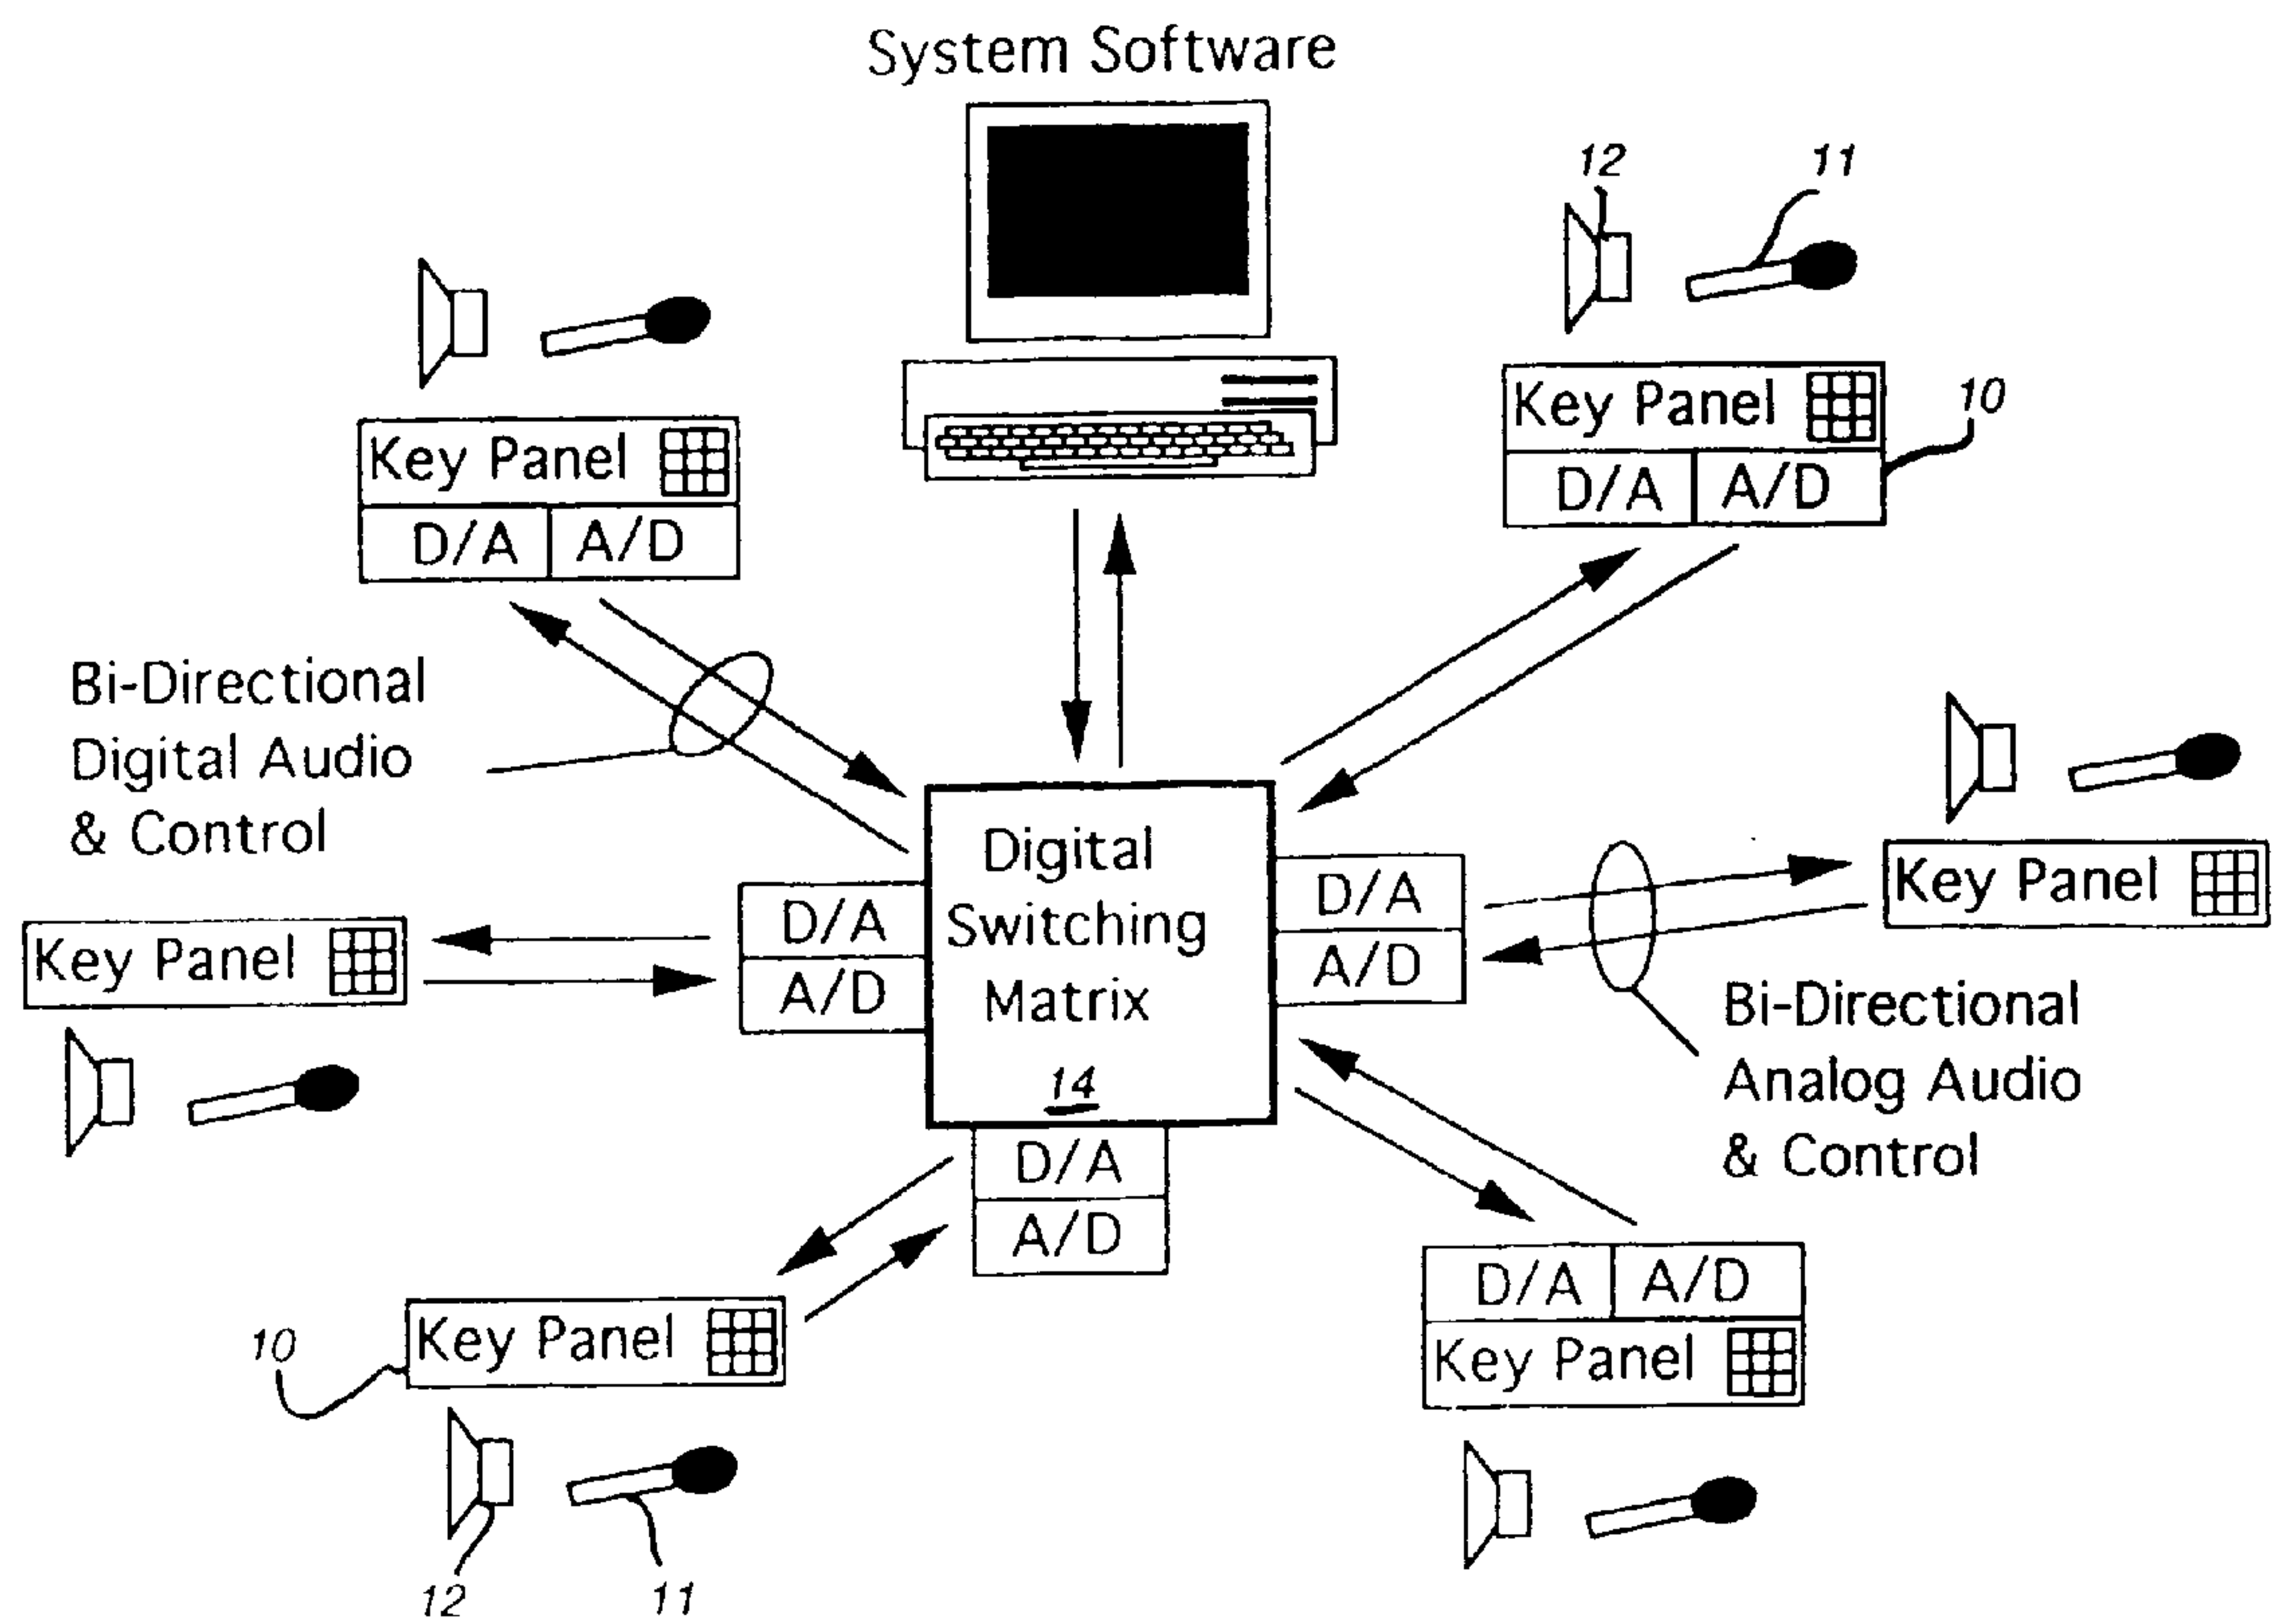 System Software
12
11
Key Panel
D/A
A/D
10
Key Panel
D/A
A/D
Bi-Directional
Digital Audio
& Control
Digital
Switching
Matrix
14
D/A
A/D
D/A
A/D
D/A
A/D
Key Panel
Key Panel
Bi-Directional
Analog Audio
& Control
D/A
A/D
Key Panel
10
Key Panel
12
11